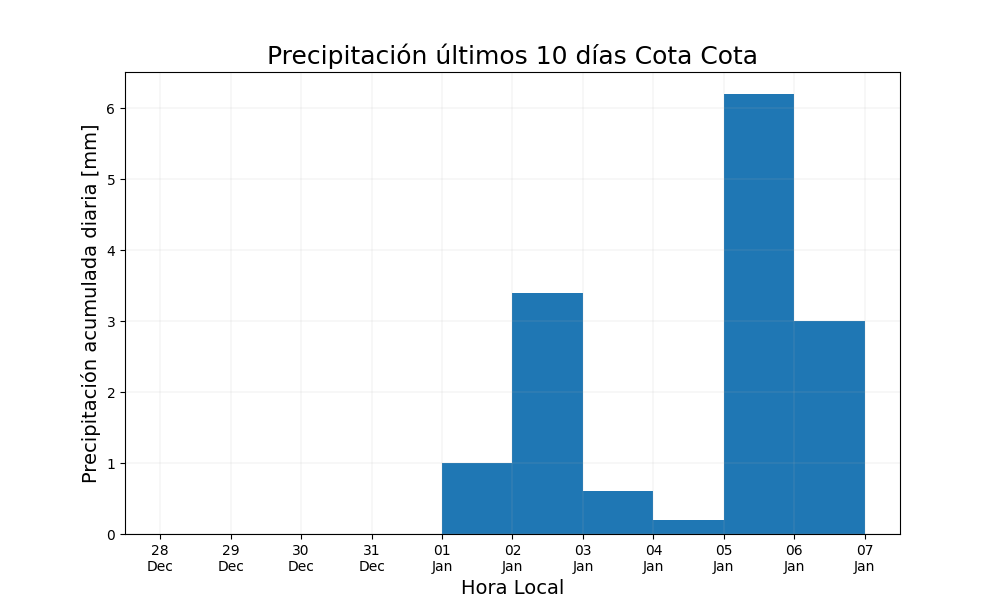 Precipitación últimos 10 días Cota Cota
Precipitación acumulada diaria [mm]
6
5
4
3
2
1
0
28 29 30 31 01 02 03 04 05 06 07
Dec Dec Dec Dec Jan Jan Jan Jan Jan Jan Jan
Hora Local